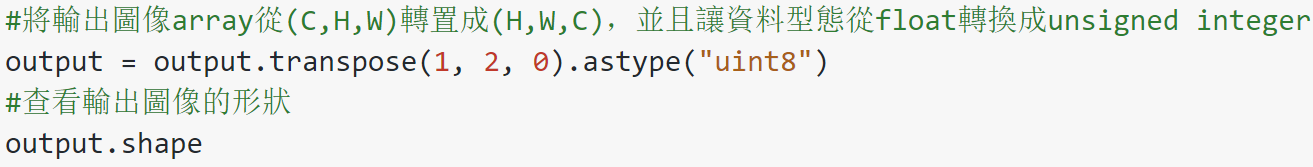 #將輸出圖像array從(C,H,W)轉置成(H,W,C)，並且讓資料型態從float轉換成unsigned integer
output = output.transpose(1, 2, 0).astype("uint8")
#查看輸出圖像的形狀
output.shape